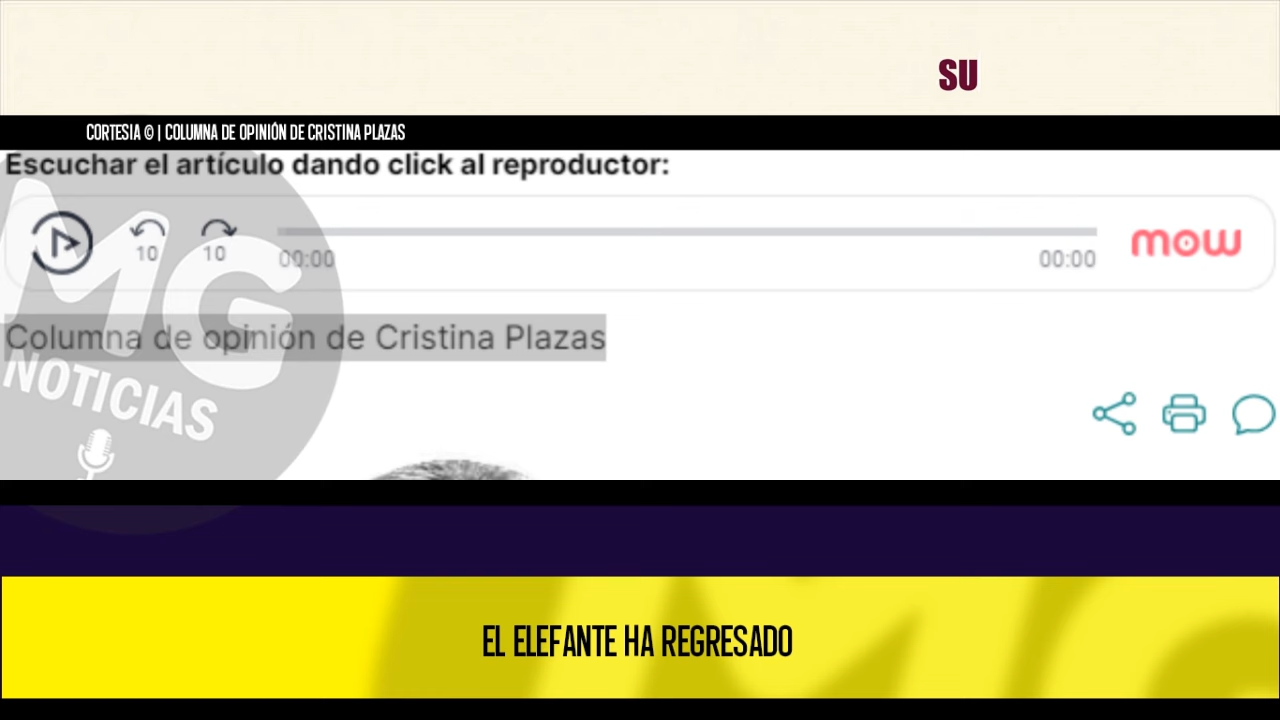 SU
CORTESIA © | COLUMNA DE OPINIÓN DE CRISTINA PLAZAS
Escuchar el artículo dando click al reproductor:
10
10
00:00
00:00
mow
Columna de opinión de Cristina Plazas
MG
NOTICIAS
EL ELEFANTE HA REGRESADO